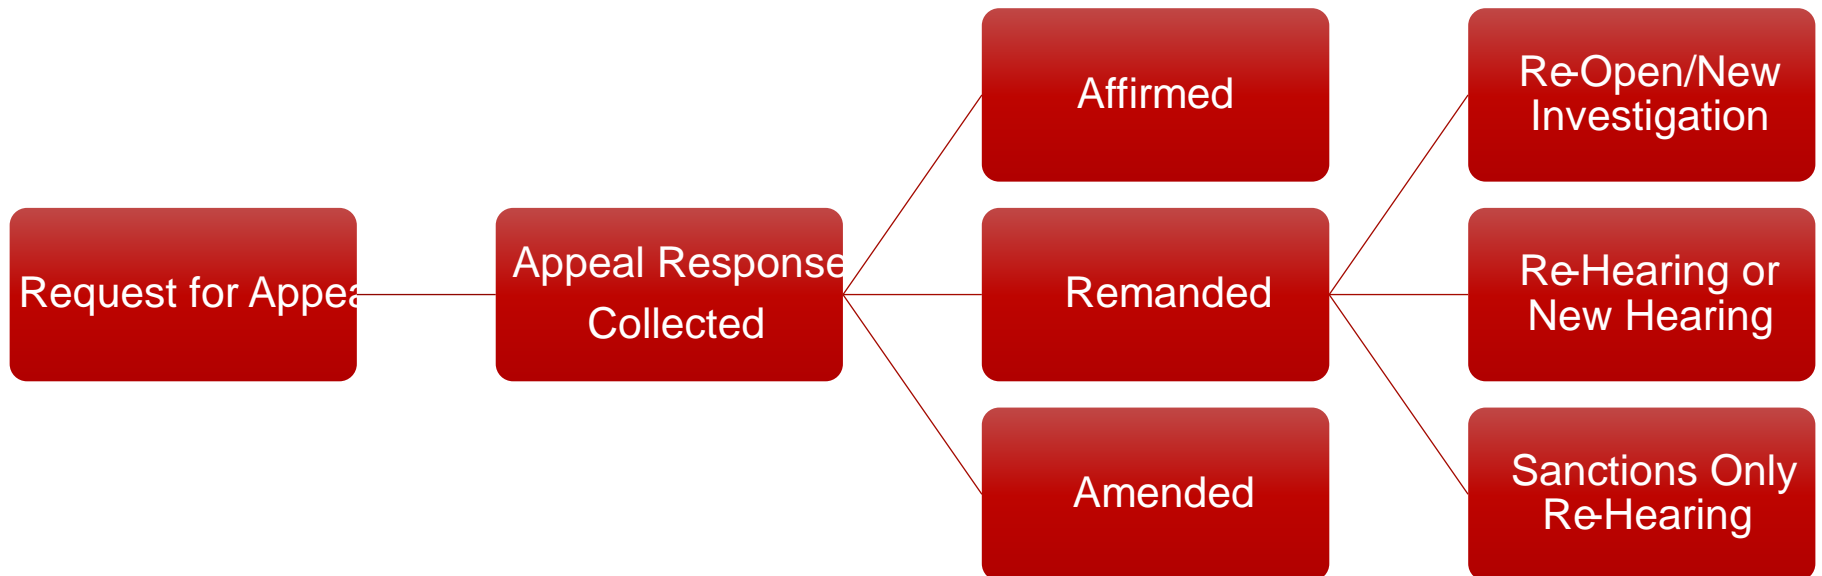 Request for Appea
Appeal Response
Collected
Affirmed
Remanded
Amended
Re-Open/New
Investigation
Re-Hearing or
New Hearing
Sanctions Only
Re-Hearing